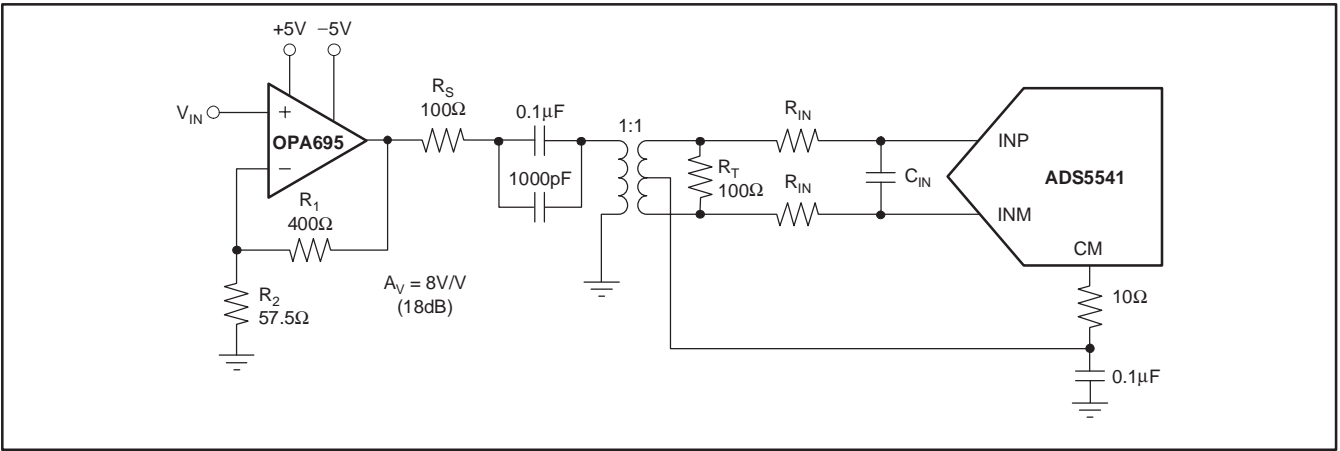 +5V −5V
V_IN
+
OPA695
−
R_S
100Ω
0.1μF
1000pF
1:1
R_1
400Ω
R_2
57.5Ω
A_V = 8V/V
(18dB)
R_T
100Ω
R_IN
R_IN
C_IN
INP
ADS5541
INM
CM
10Ω
0.1μF